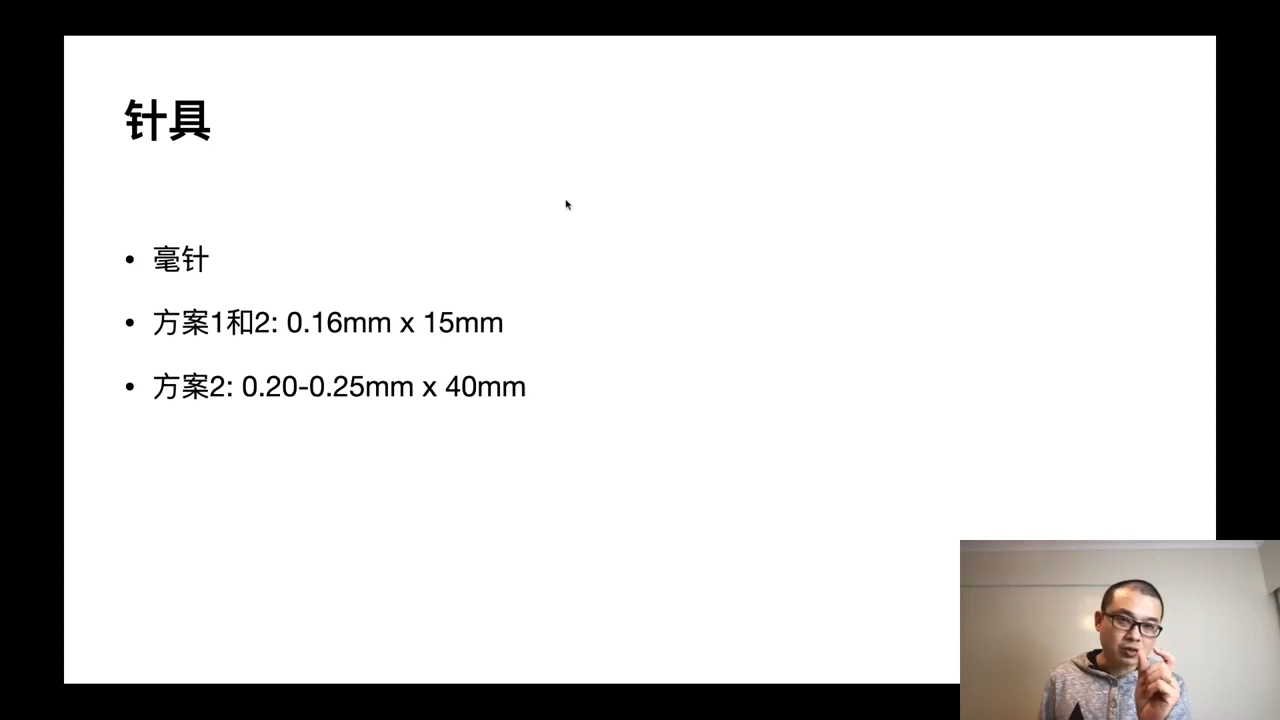 针具
• 毫针
• 方案1和2: 0.16mm x 15mm
• 方案2: 0.20-0.25mm x 40mm